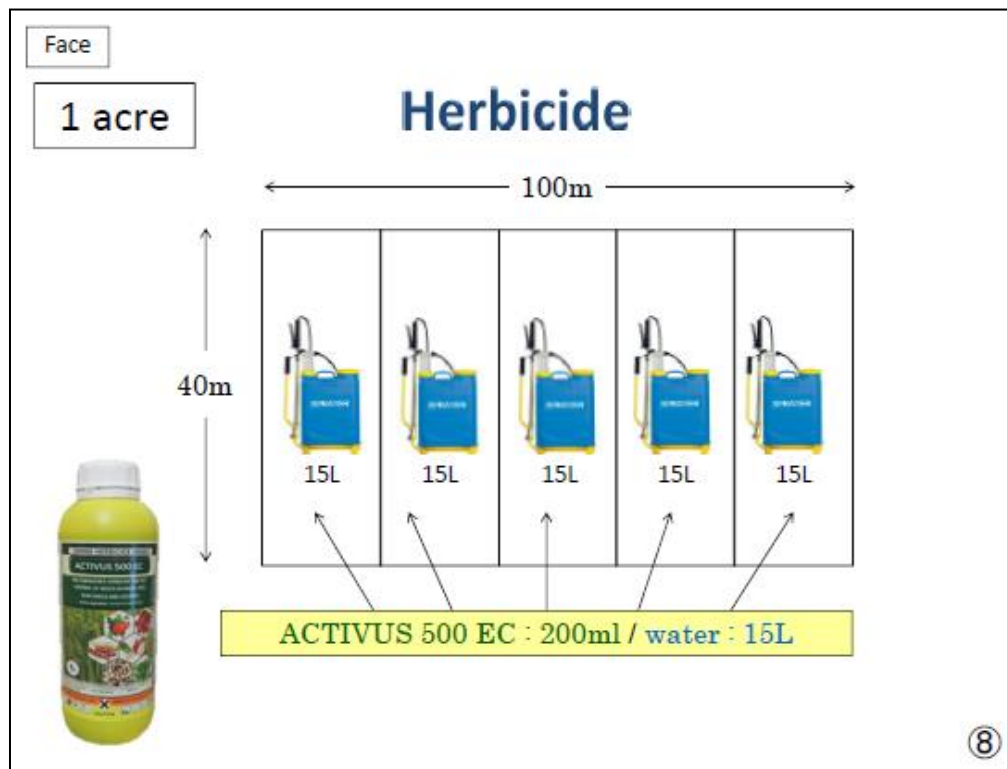 Face
1 acre
Herbicide
100m
40m
15L
15L
15L
15L
15L
ACTIVUS 500 EC
ACTIVUS 500 EC : 200ml / water : 15L
⑧